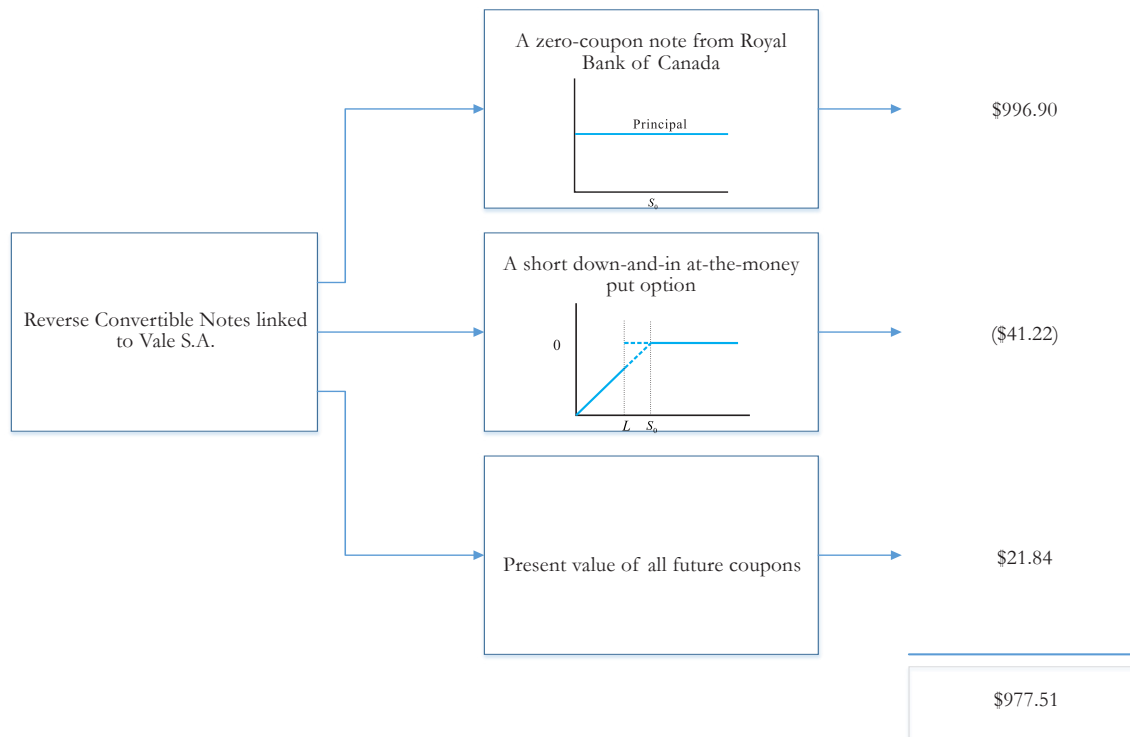 A zero-coupon note from Royal
Bank of Canada
Principal
S₀
$996.90
Reverse Convertible Notes linked
to Vale S.A.
A short down-and-in at-the-money
put option
0
L S₀
($41.22)
Present value of all future coupons
$21.84
$977.51